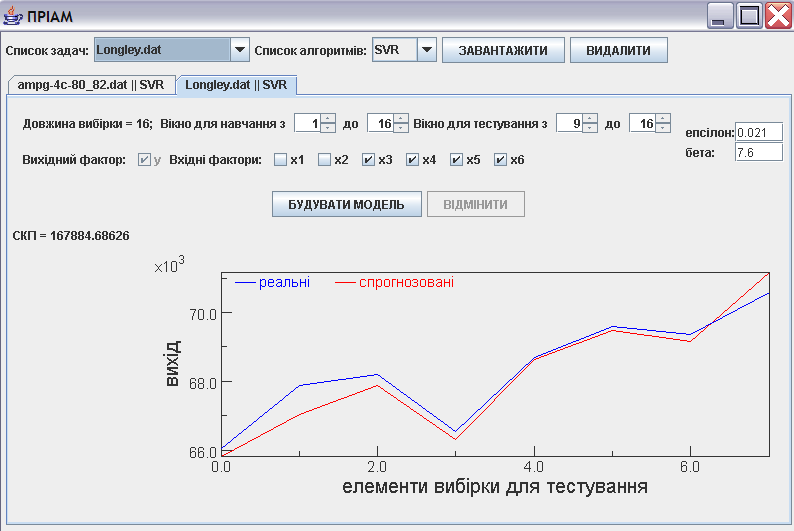 ПРІАМ
Список задач: Longley.dat Список алгоритмів: SVR ЗАВАНТАЖИТИ ВИДАЛИТИ
ampg-4c-80_82.dat || SVR Longley.dat || SVR
Довжина вибірки = 16; Вікно для навчання з 1 до 16 Вікно для тестування з 9 до 16
епсілон: 0.021
Вихідний фактор: y Вхідні фактори: x1 x2 x3 x4 x5 x6
бета: 7.6
БУДУВАТИ МОДЕЛЬ ВІДМІНИТИ
СКП = 167884.68626
x10³
реальні спрогнозовані
70.0
вихід
68.0
66.0
0.0 2.0 4.0 6.0
елементи вибірки для тестування